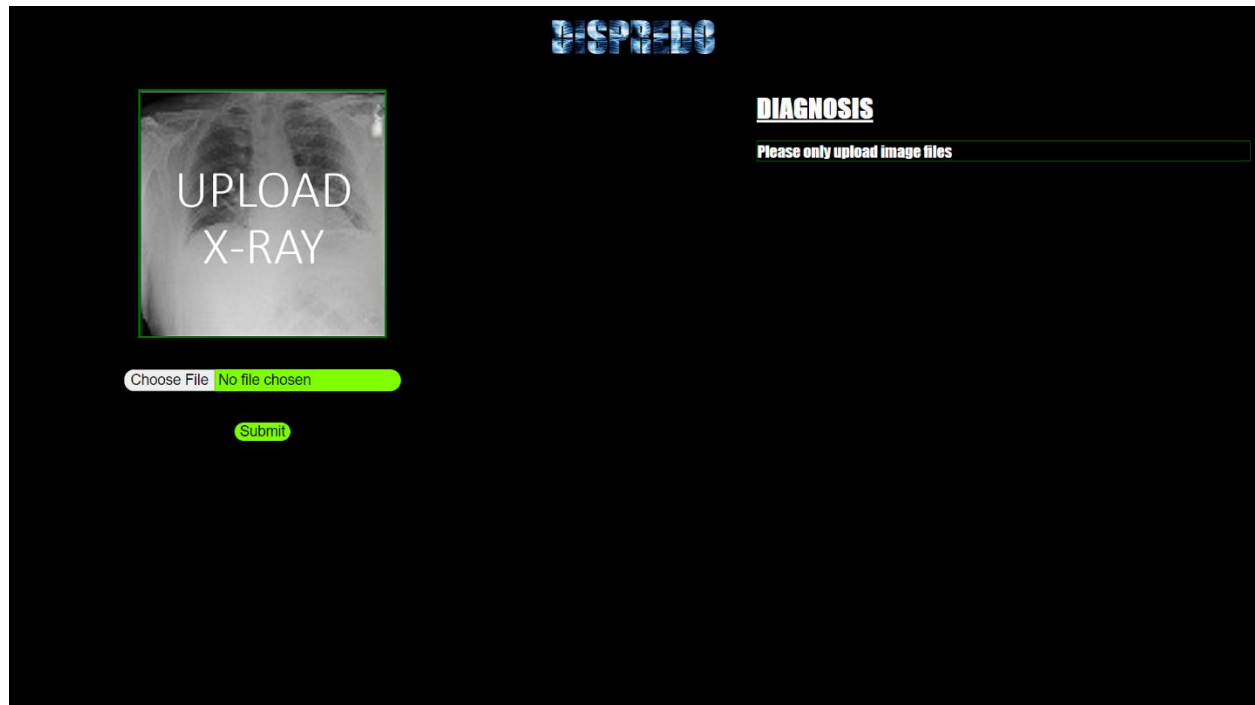 DISPREDO
UPLOAD
X-RAY
Choose File No file chosen
Submit
DIAGNOSIS
Please only upload image files